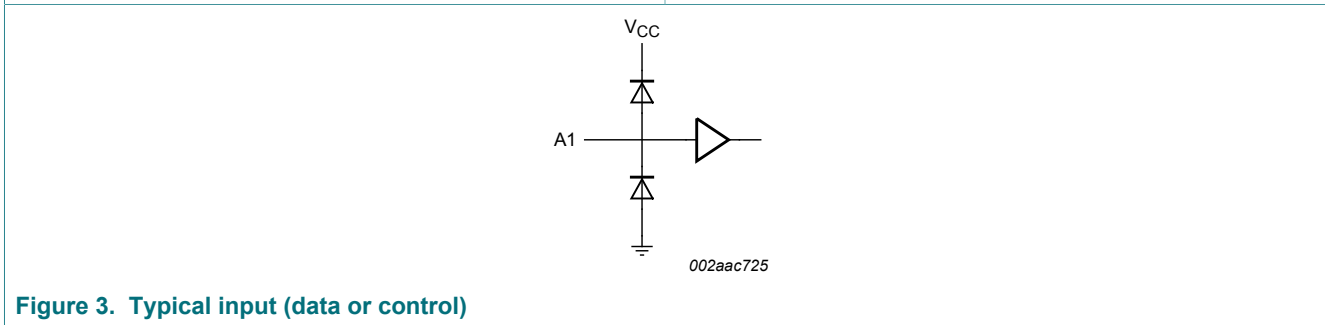 VCC
A1
002aac725
Figure 3. Typical input (data or control)